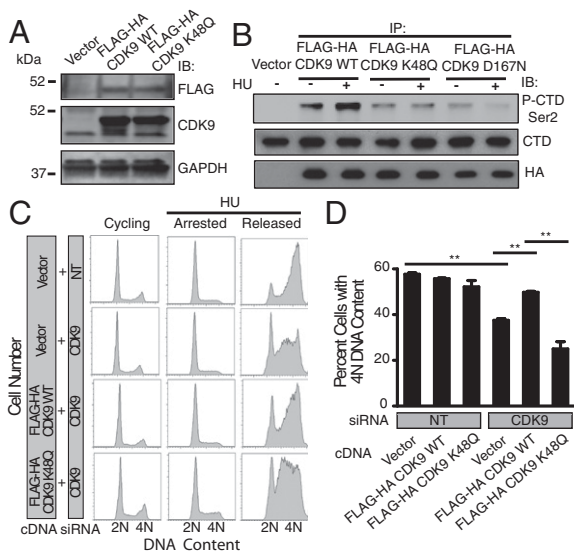 A
Vector
FLAG-HA
CDK9 WT
FLAG-HA
CDK9 K48Q
kDa
IB:
52
FLAG
52
CDK9
37
GAPDH
B
IP:
Vector
FLAG-HA
CDK9 WT
FLAG-HA
CDK9 K48Q
FLAG-HA
CDK9 D167N
HU
- - + - + - +
IB:
P-CTD
Ser2
CTD
HA
C
HU
Cycling
Arrested
Released
Cell Number
Vector + NT
Vector + CDK9
FLAG-HA
CDK9 WT + CDK9
FLAG-HA
CDK9 K48Q + CDK9
cDNA siRNA
2N 4N 2N 4N 2N 4N
DNA Content
D
** ** **
Percent Cells with
4N DNA Content
60
40
20
0
siRNA NT CDK9
cDNA
Vector
FLAG-HA CDK9 WT
FLAG-HA CDK9 K48Q
Vector
FLAG-HA CDK9 WT
FLAG-HA CDK9 K48Q